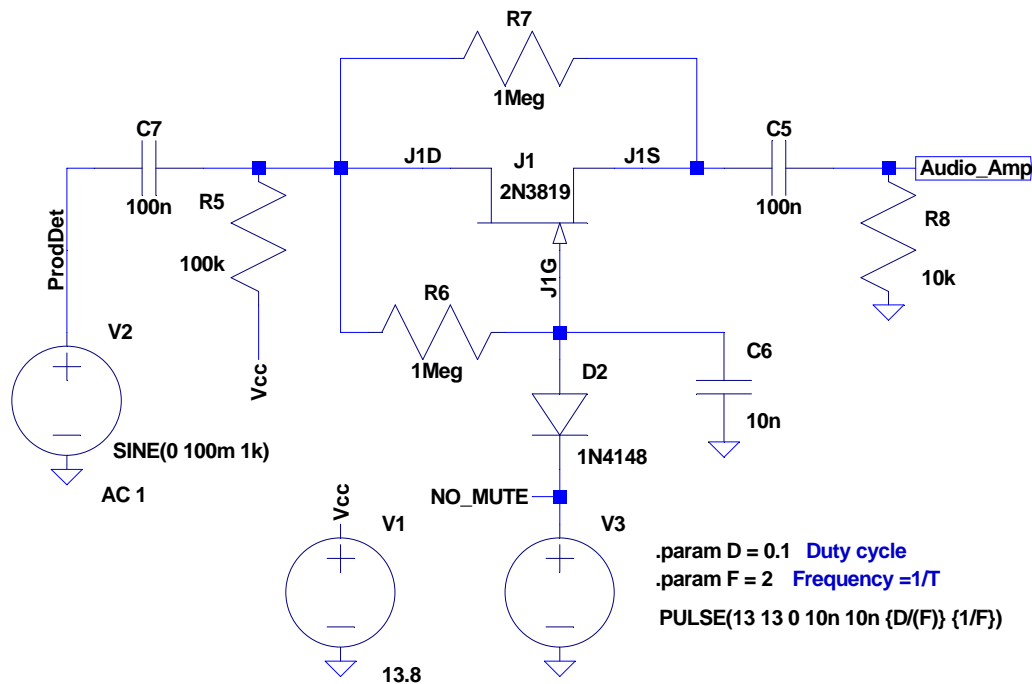 R7
1Meg
C7
100n
J1D
J1
J1S
2N3819
C5
100n
Audio_Amp
R5
100k
R8
10k
ProdDet
J1G
R6
1Meg
V2
Vcc
D2
C6
10n
SINE(0 100m 1k)
1N4148
AC 1
NO_MUTE
Vcc
V1
V3
.param D = 0.1 Duty cycle
.param F = 2 Frequency =1/T
PULSE(13 13 0 10n 10n {D/(F)} {1/F})
13.8